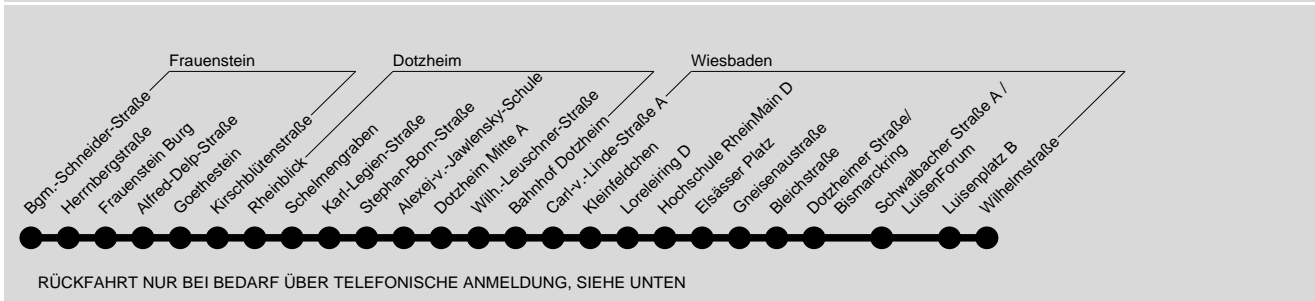 Frauenstein
Dotzheim
Wiesbaden
Bgm.-Schneider-Straße
Herrnbergstraße
Frauenstein Burg
Alfred-Delp-Straße
Goethestein
Kirschblütenstraße
Rheinblick
Schelmengraben
Karl-Legien-Straße
Stephan-Born-Straße
Alexej-v.-Jawlensky-Schule
Dotzheim Mitte A
Wilh.-Leuschner-Straße
Bahnhof Dotzheim
Carl-v.-Linde-Straße A
Kleinfeldchen
Loreleiring D
Hochschule RheinMain D
Elsässer Platz
Gneisenaustraße
Bleichstraße
Dotzheimer Straße/
Bismarckring
Schwalbacher Straße A /
LuisenForum
Luisenplatz B
Wilhelmstraße
RÜCKFAHRT NUR BEI BEDARF ÜBER TELEFONISCHE ANMELDUNG, SIEHE UNTEN